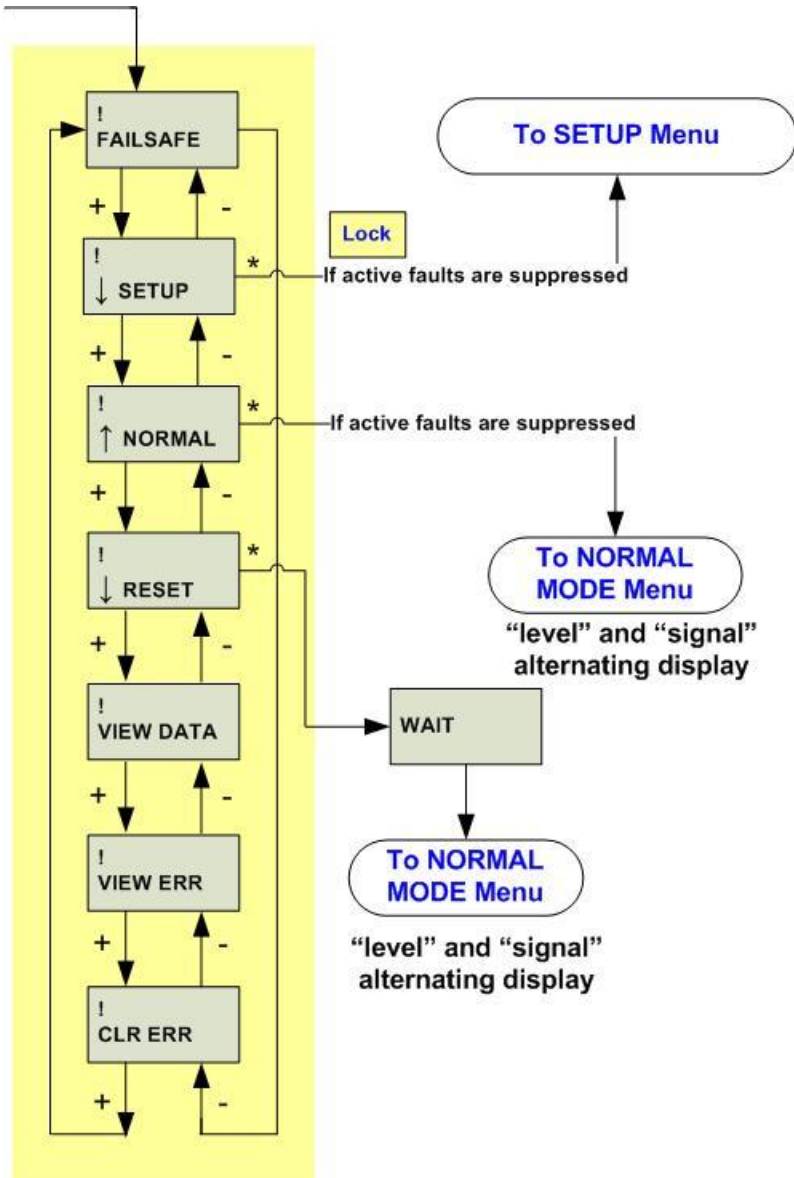 !
FAILSAFE
To SETUP Menu
+ -
Lock
!
↓ SETUP
*
If active faults are suppressed
+ -
!
↑ NORMAL
*
If active faults are suppressed
+ -
!
↓ RESET
*
To NORMAL
MODE Menu
“level” and “signal”
alternating display
+ -
!
VIEW DATA
WAIT
+ -
!
VIEW ERR
To NORMAL
MODE Menu
“level” and “signal”
alternating display
+ -
!
CLR ERR
+ -